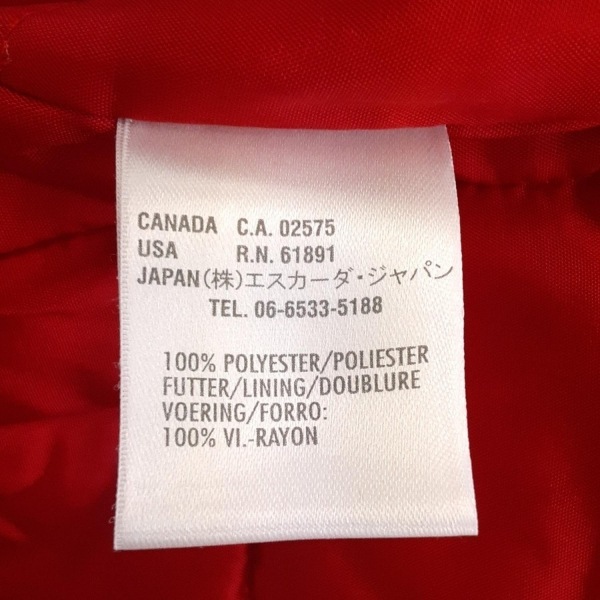 CANADA C.A. 02575
USA R.N. 61891
JAPAN(株)エスカーダ・ジャパン
TEL. 06-6533-5188
100% POLYESTER/POLIESTER
FUTTER/LINING/DOUBLURE
VOERING/FORRO:
100% VI.-RAYON